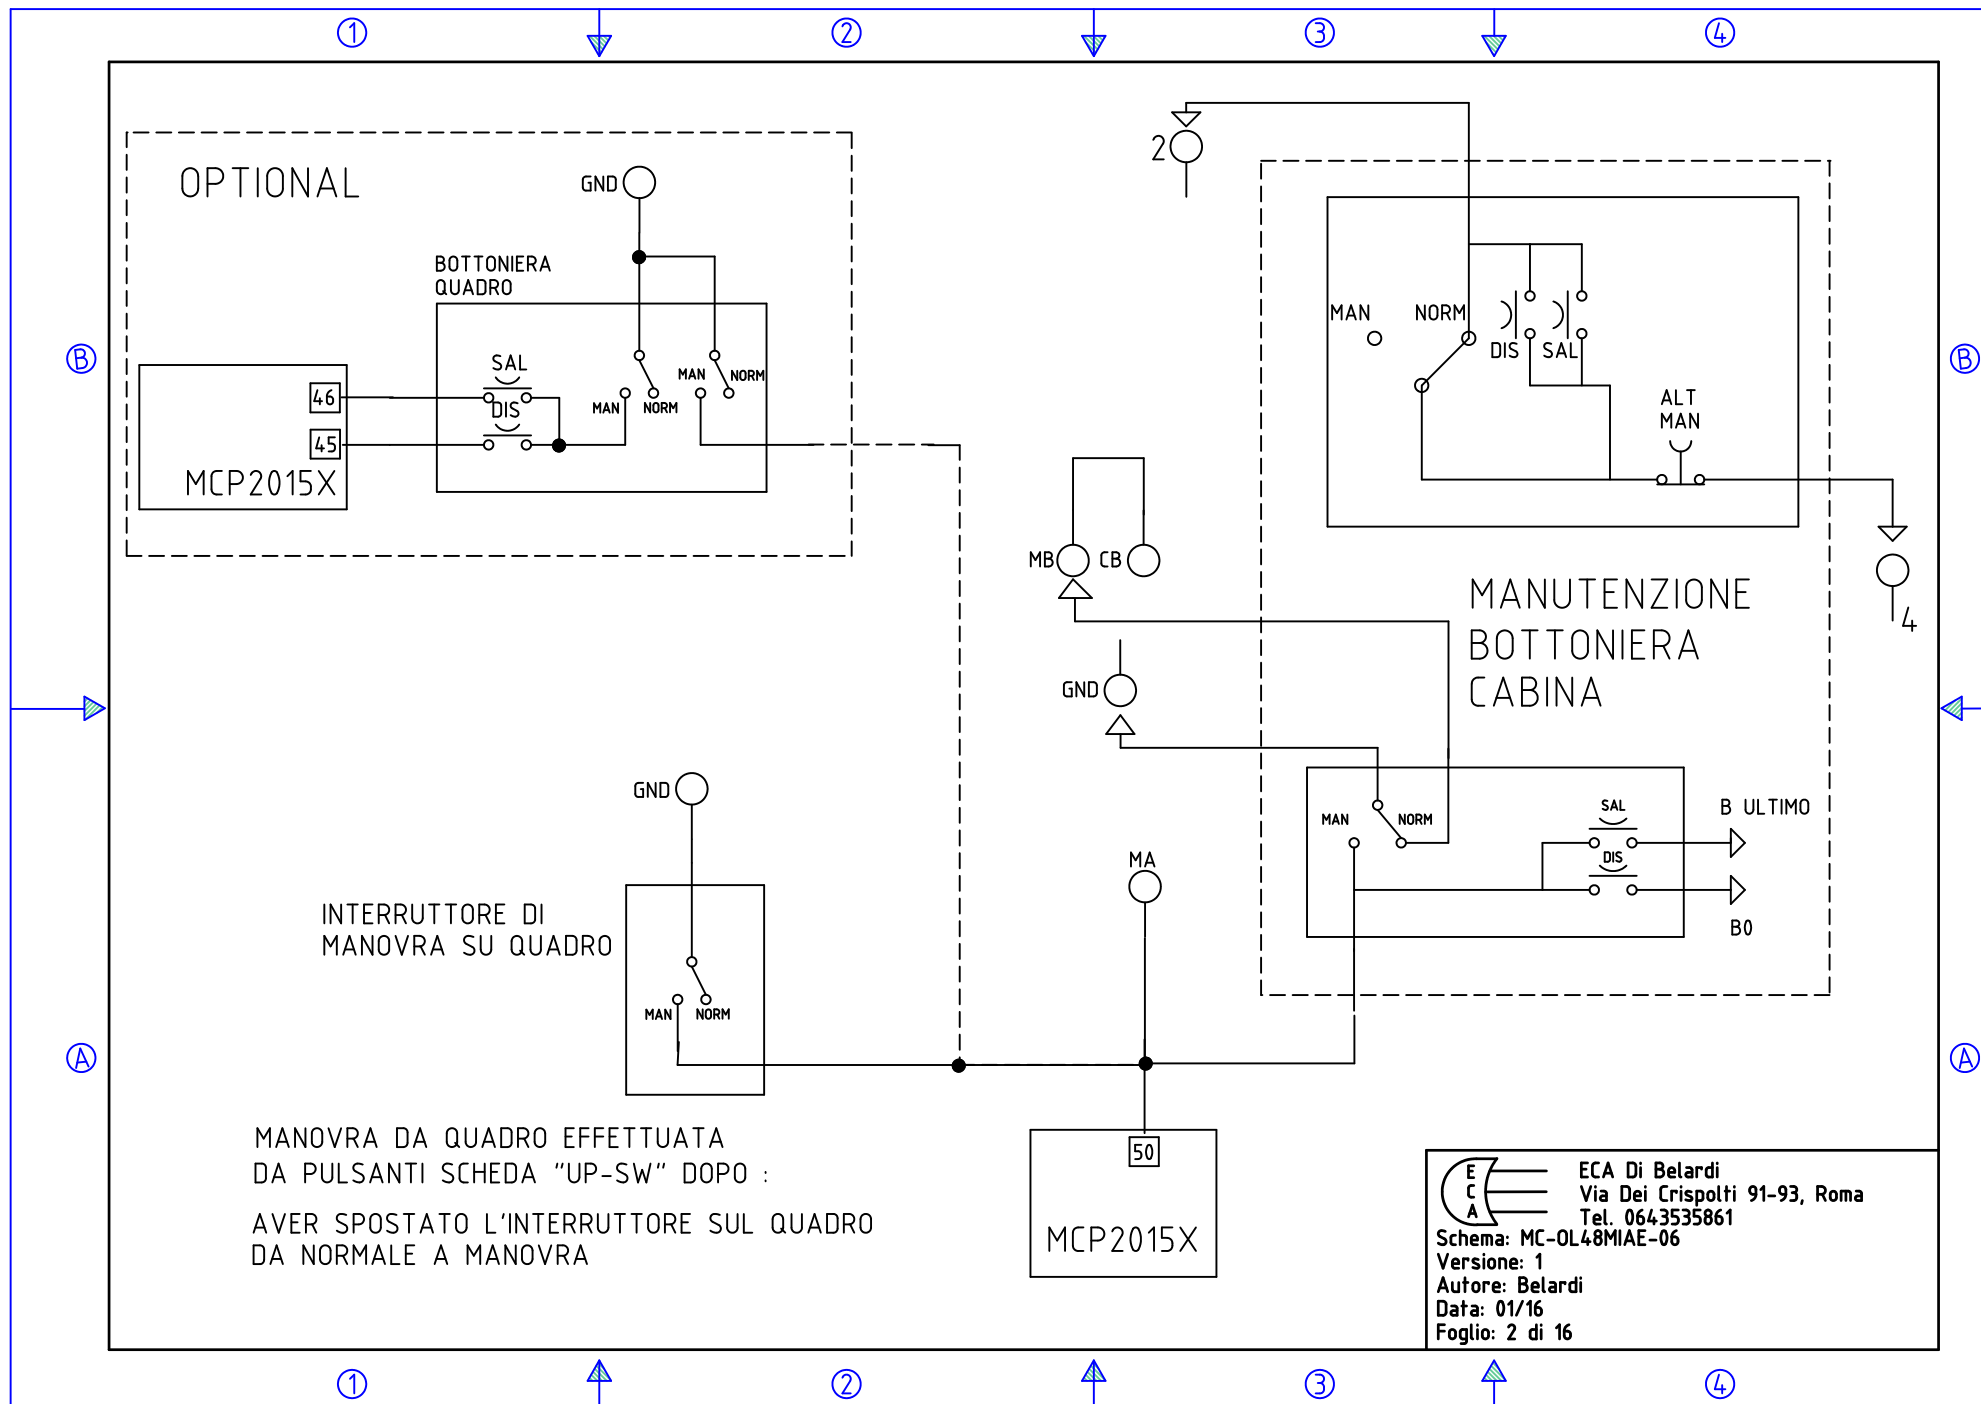 1
2
3
4
B
B
A
A
OPTIONAL
GND
BOTTONIERA
QUADRO
SAL
DIS
46
45
MCP2015X
MAN
NORM
MAN
NORM
2
MAN
NORM
DIS
SAL
ALT
MAN
4
MB
CB
GND
MANUTENZIONE
BOTTONIERA
CABINA
MAN
NORM
SAL
DIS
B ULTIMO
B0
GND
INTERRUTTORE DI
MANOVRA SU QUADRO
MAN
NORM
MA
50
MCP2015X
MANOVRA DA QUADRO EFFETTUATA
DA PULSANTI SCHEDA "UP-SW" DOPO :
AVER SPOSTATO L'INTERRUTTORE SUL QUADRO
DA NORMALE A MANOVRA
E
C
A
ECA Di Belardi
Via Dei Crispolti 91-93, Roma
Tel. 0643535861
Schema: MC-OL48MIAE-06
Versione: 1
Autore: Belardi
Data: 01/16
Foglio: 2 di 16
1
2
3
4